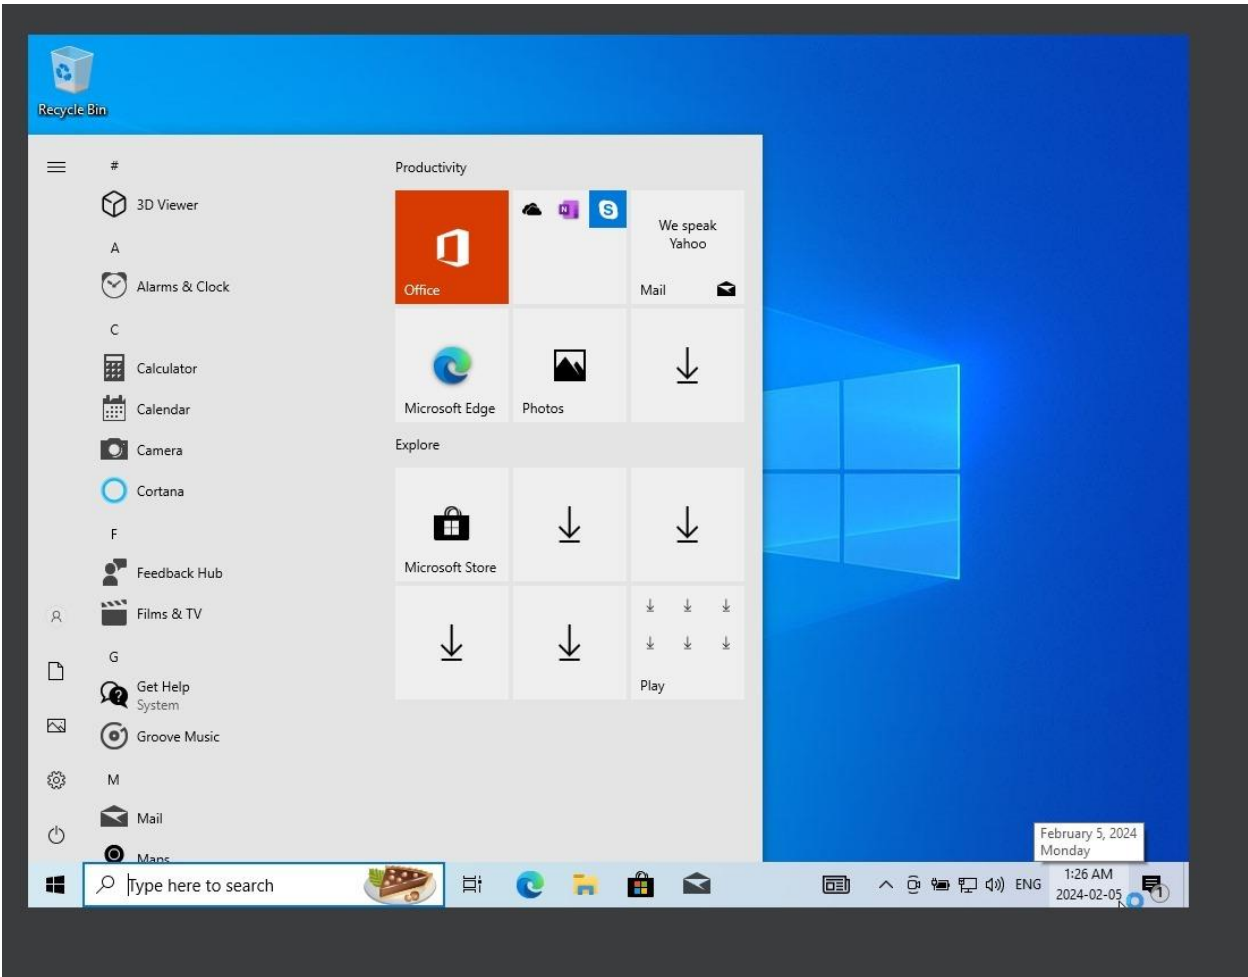 Recycle Bin
#
3D Viewer
A
Alarms & Clock
C
Calculator
Calendar
Camera
Cortana
F
Feedback Hub
Films & TV
G
Get Help
System
Groove Music
M
Mail
Maps
Productivity
Office
N
S
We speak
Yahoo
Mail
Microsoft Edge
Photos
Explore
Microsoft Store
Play
February 5, 2024
Monday
Type here to search
ENG
1:26 AM
2024-02-05
1